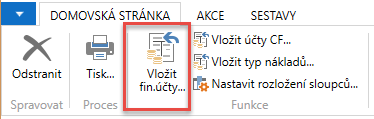 DOMOVSKÁ STRÁNKA AKCE SESTAVY
Odstranit
Spravovat
Tisk...
Proces
Vložit
fin.účty...
Vložit účty CF...
Vložit typ nákladů...
Nastavit rozložení sloupců...
Funkce